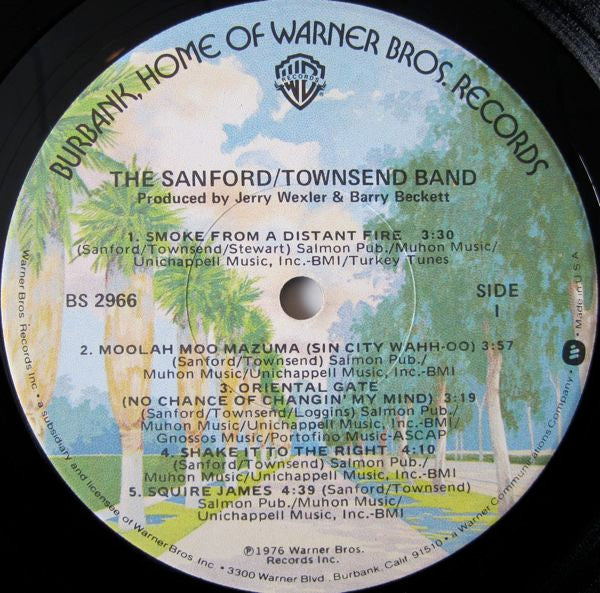 BURBANK, HOME OF WARNER BROS. RECORDS
RECORDS
THE SANFORD/TOWNSEND BAND
Produced by Jerry Wexler & Barry Beckett
1. SMOKE FROM A DISTANT FIRE 3:30
(Sanford/Townsend/Stewart) Salmon Pub./Muhon Music/
Unichappell Music, Inc.-BMI/Turkey Tunes
BS 2966
SIDE
I
2. MOOLAH MOO MAZUMA (SIN CITY WAHH-OO) 3:57
(Sanford/Townsend) Salmon Pub./
Muhon Music/Unichappell Music, Inc.-BMI
3. ORIENTAL GATE
(NO CHANCE OF CHANGIN' MY MIND) 3:19
(Sanford/Townsend/Loggins) Salmon Pub./
Muhon Music/Unichappell Music, Inc.-BMI/
Gnossos Music/Portofino Music-ASCAP
4. SHAKE IT TO THE RIGHT 4:10
(Sanford/Townsend) Salmon Pub./
Muhon Music/Unichappell Music, Inc.-BMI
5. SQUIRE JAMES 4:39 (Sanford/Townsend)
Salmon Pub./Muhon Music/
Unichappell Music, Inc.-BMI
℗1976 Warner Bros.
Records Inc.
Warner Bros. Records Inc. • a subsidiary and licensee of Warner Bros. Inc. • 3300 Warner Blvd., Burbank, Calif. 91510 • a Warner Communications Company. • Made in U.S.A.